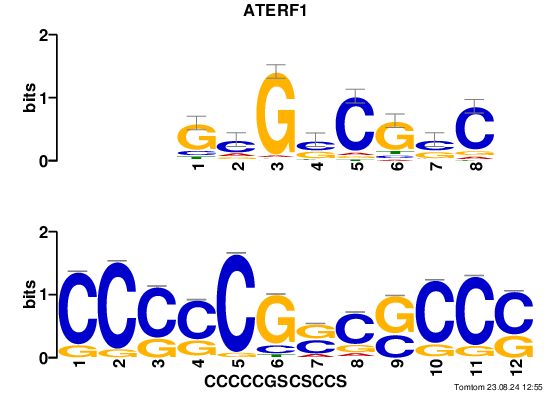 ATERF1
bits
2
1
0
G C G C C G C C
1 2 3 4 5 6 7 8
bits
2
1
0
C C C C C G G C G C C C
G G G G G C C G C G G G
1 2 3 4 5 6 7 8 9 10 11 12
CCCCCGSCSCCS
Tomtom 23.08.24 12:55